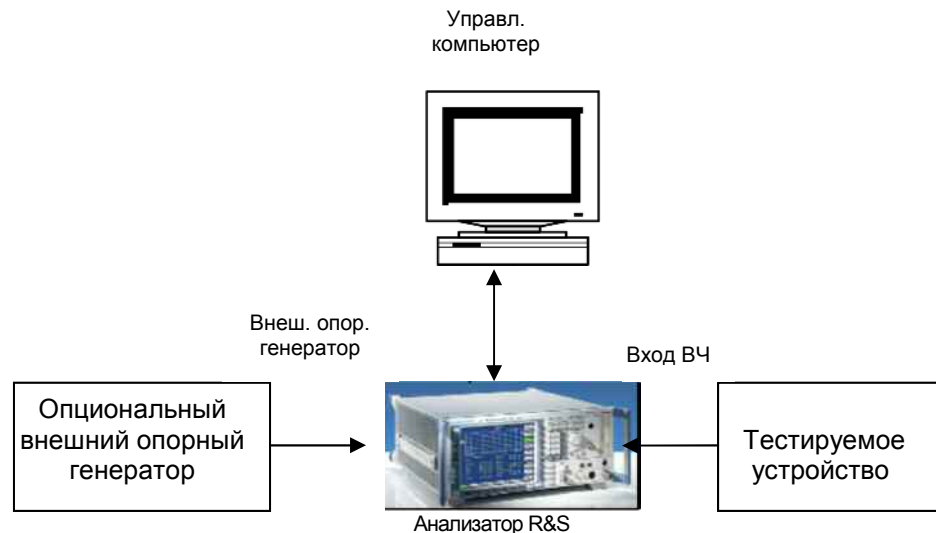 Управл.
компьютер
Внеш. опор.
генератор
Вход ВЧ
Опциональный
внешний опорный
генератор
Тестируемое
устройство
Анализатор R&S